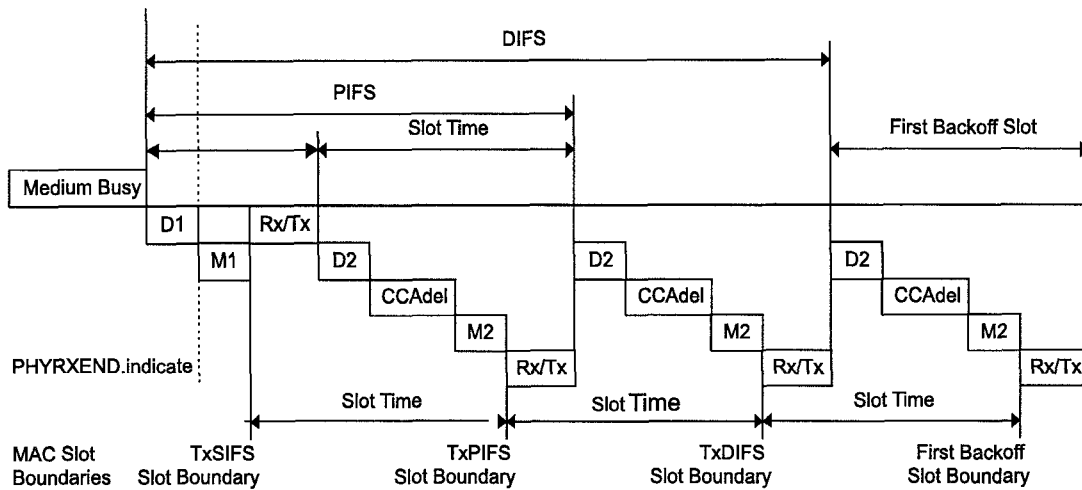 DIFS
PIFS
Slot Time
First Backoff Slot
Medium Busy
D1
Rx/Tx
M1
D2
D2
D2
CCAdel
CCAdel
CCAdel
M2
M2
M2
PHYRXEND.indicate
Rx/Tx
Rx/Tx
Rx/Tx
Slot Time
Slot Time
Slot Time
MAC Slot
Boundaries
TxSIFS
Slot Boundary
TxPIFS
Slot Boundary
TxDIFS
Slot Boundary
First Backoff
Slot Boundary